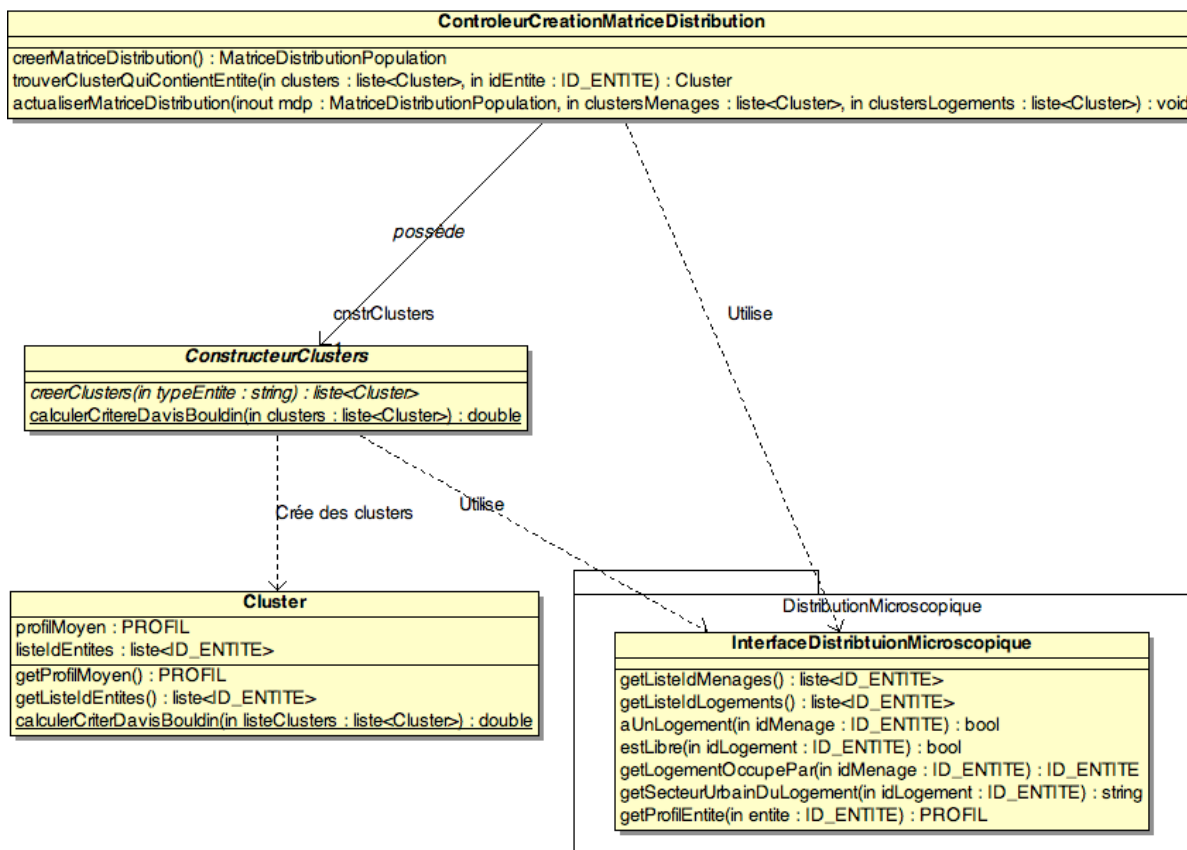 ControleurCreationMatriceDistribution
creerMatriceDistribution() : MatriceDistributionPopulation
trouverClusterQuiContientEntite(in clusters : liste<Cluster>, in idEntite : ID_ENTITE) : Cluster
actualiserMatriceDistribution(inout mdp : MatriceDistributionPopulation, in clustersMenages : liste<Cluster>, in clustersLogements : liste<Cluster>) : void
possède
cnstrClusters
Utilise
1
ConstructeurClusters
creerClusters(in typeEntite : string) : liste<Cluster>
calculerCritereDavisBouldin(in clusters : liste<Cluster>) : double
Crée des clusters
Utilise
Cluster
profilMoyen : PROFIL
listeIdEntites : liste<ID_ENTITE>
getProfilMoyen() : PROFIL
getListeIdEntites() : liste<ID_ENTITE>
calculerCriterDavisBouldin(in listeClusters : liste<Cluster>) : double
DistributionMicroscopique
InterfaceDistribtuionMicroscopique
getListeIdMenages() : liste<ID_ENTITE>
getListeIdLogements() : liste<ID_ENTITE>
aUnLogement(in idMenage : ID_ENTITE) : bool
estLibre(in idLogement : ID_ENTITE) : bool
getLogementOccupePar(in idMenage : ID_ENTITE) : ID_ENTITE
getSecteurUrbainDuLogement(in idLogement : ID_ENTITE) : string
getProfilEntite(in entite : ID_ENTITE) : PROFIL